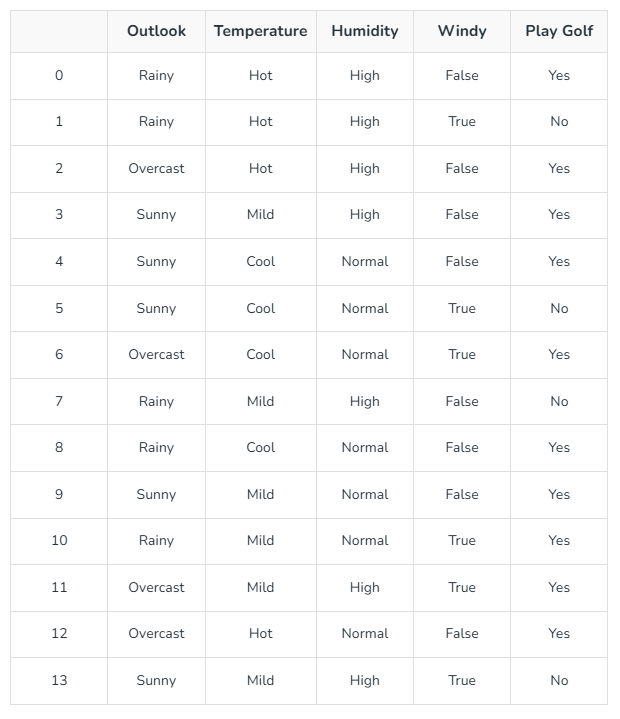 Outlook Temperature Humidity Windy Play Golf
0 Rainy Hot High False Yes
1 Rainy Hot High True No
2 Overcast Hot High False Yes
3 Sunny Mild High False Yes
4 Sunny Cool Normal False Yes
5 Sunny Cool Normal True No
6 Overcast Cool Normal True Yes
7 Rainy Mild High False No
8 Rainy Cool Normal False Yes
9 Sunny Mild Normal False Yes
10 Rainy Mild Normal True Yes
11 Overcast Mild High True Yes
12 Overcast Hot Normal False Yes
13 Sunny Mild High True No